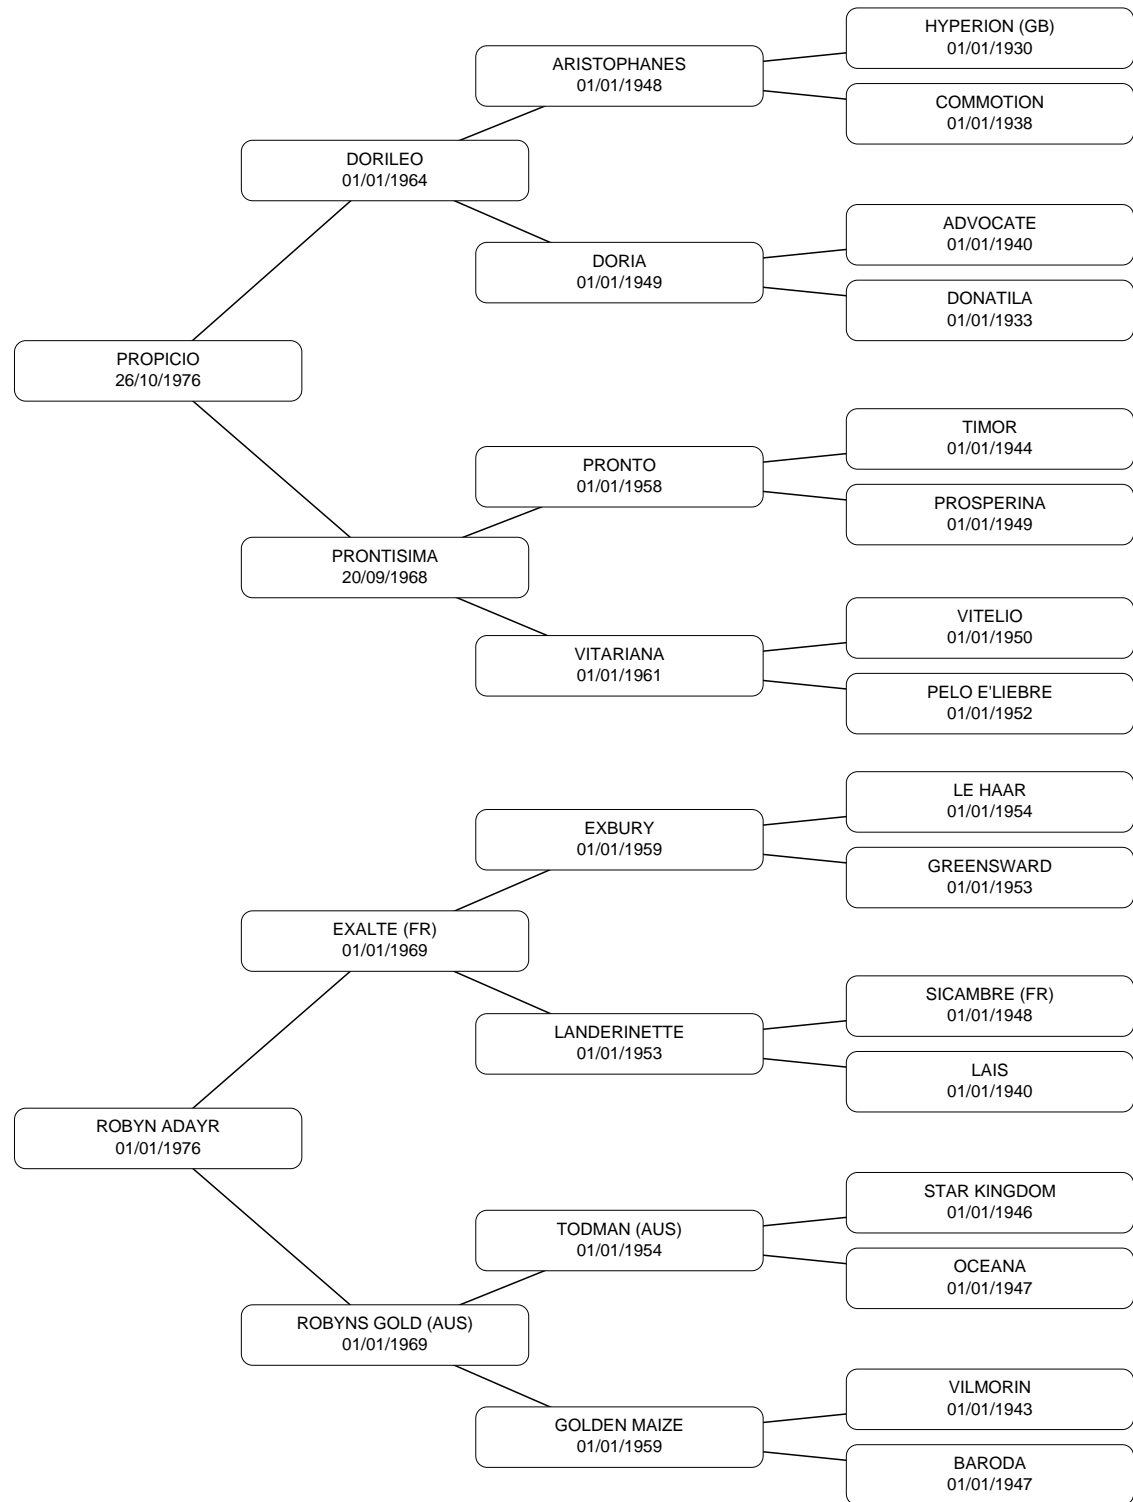 HYPERION (GB)
01/01/1930
ARISTOPHANES
01/01/1948
COMMOTION
01/01/1938
DORILEO
01/01/1964
ADVOCATE
01/01/1940
DORIA
01/01/1949
DONATILA
01/01/1933
PROPICIO
26/10/1976
TIMOR
01/01/1944
PRONTO
01/01/1958
PROSPERINA
01/01/1949
PRONTISIMA
20/09/1968
VITELIO
01/01/1950
VITARIANA
01/01/1961
PELO E'LIEBRE
01/01/1952
LE HAAR
01/01/1954
EXBURY
01/01/1959
GREENSWARD
01/01/1953
EXALTE (FR)
01/01/1969
SICAMBRE (FR)
01/01/1948
LANDERINETTE
01/01/1953
LAIS
01/01/1940
ROBYN ADAYR
01/01/1976
STAR KINGDOM
01/01/1946
TODMAN (AUS)
01/01/1954
OCEANA
01/01/1947
ROBYNS GOLD (AUS)
01/01/1969
VILMORIN
01/01/1943
GOLDEN MAIZE
01/01/1959
BARODA
01/01/1947